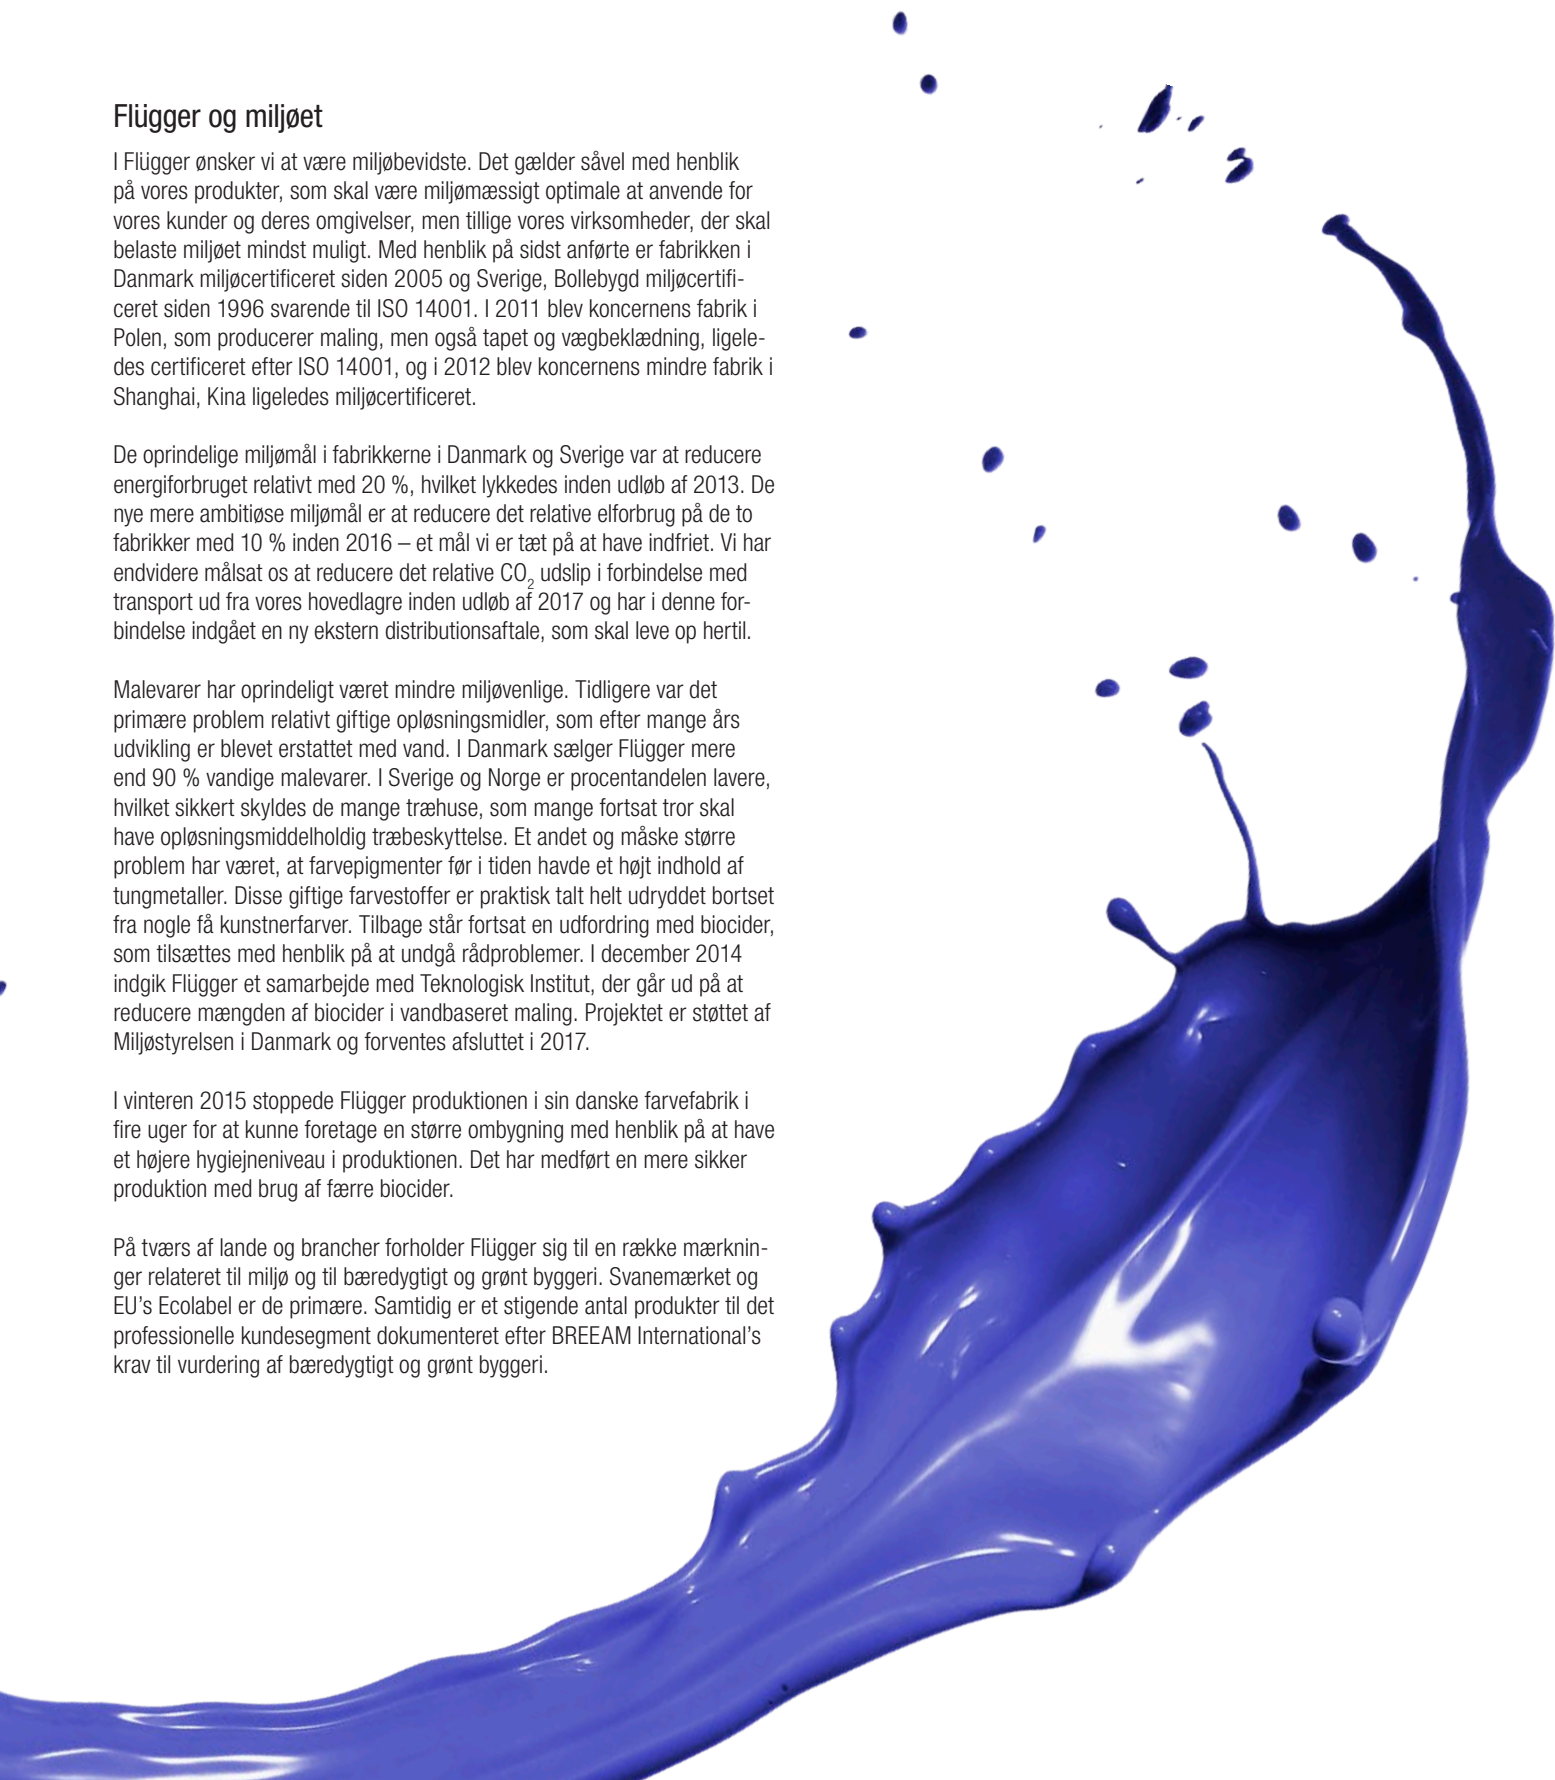 Flügger og miljøet
I Flügger ønsker vi at være miljøbevidste. Det gælder såvel med henblik
på vores produkter, som skal være miljømæssigt optimale at anvende for
vores kunder og deres omgivelser, men tillige vores virksomheder, der skal
belaste miljøet mindst muligt. Med henblik på sidst anførte er fabrikken i
Danmark miljøcertificeret siden 2005 og Sverige, Bollebygd miljøcertifi-
ceret siden 1996 svarende til ISO 14001. I 2011 blev koncernens fabrik i
Polen, som producerer maling, men også tapet og vægbeklædning, ligele-
des certificeret efter ISO 14001, og i 2012 blev koncernens mindre fabrik i
Shanghai, Kina ligeledes miljøcertificeret.
De oprindelige miljømål i fabrikkerne i Danmark og Sverige var at reducere
energiforbruget relativt med 20 %, hvilket lykkedes inden udløb af 2013. De
nye mere ambitiøse miljømål er at reducere det relative elforbrug på de to
fabrikker med 10 % inden 2016 – et mål vi er tæt på at have indfriet. Vi har
endvidere målsat os at reducere det relative CO₂ udslip i forbindelse med
transport ud fra vores hovedlagre inden udløb af 2017 og har i denne for-
bindelse indgået en ny ekstern distributionsaftale, som skal leve op hertil.
Malevarer har oprindeligt været mindre miljøvenlige. Tidligere var det
primære problem relativt giftige opløsningsmidler, som efter mange års
udvikling er blevet erstattet med vand. I Danmark sælger Flügger mere
end 90 % vandige malevarer. I Sverige og Norge er procentandelen lavere,
hvilket sikkert skyldes de mange træhuse, som mange fortsat tror skal
have opløsningsmiddelholdig træbeskyttelse. Et andet og måske større
problem har været, at farvepigmenter før i tiden havde et højt indhold af
tungmetaller. Disse giftige farvestoffer er praktisk talt helt udryddet bortset
fra nogle få kunstnerfarver. Tilbage står fortsat en udfordring med biocider,
som tilsættes med henblik på at undgå rådproblemer. I december 2014
indgik Flügger et samarbejde med Teknologisk Institut, der går ud på at
reducere mængden af biocider i vandbaseret maling. Projektet er støttet af
Miljøstyrelsen i Danmark og forventes afsluttet i 2017.
I vinteren 2015 stoppede Flügger produktionen i sin danske farvefabrik i
fire uger for at kunne foretage en større ombygning med henblik på at have
et højere hygiejneniveau i produktionen. Det har medført en mere sikker
produktion med brug af færre biocider.
På tværs af lande og brancher forholder Flügger sig til en række mærknin-
ger relateret til miljø og til bæredygtigt og grønt byggeri. Svanemærket og
EU’s Ecolabel er de primære. Samtidig er et stigende antal produkter til det
professionelle kundesegment dokumenteret efter BREEAM International’s
krav til vurdering af bæredygtigt og grønt byggeri.